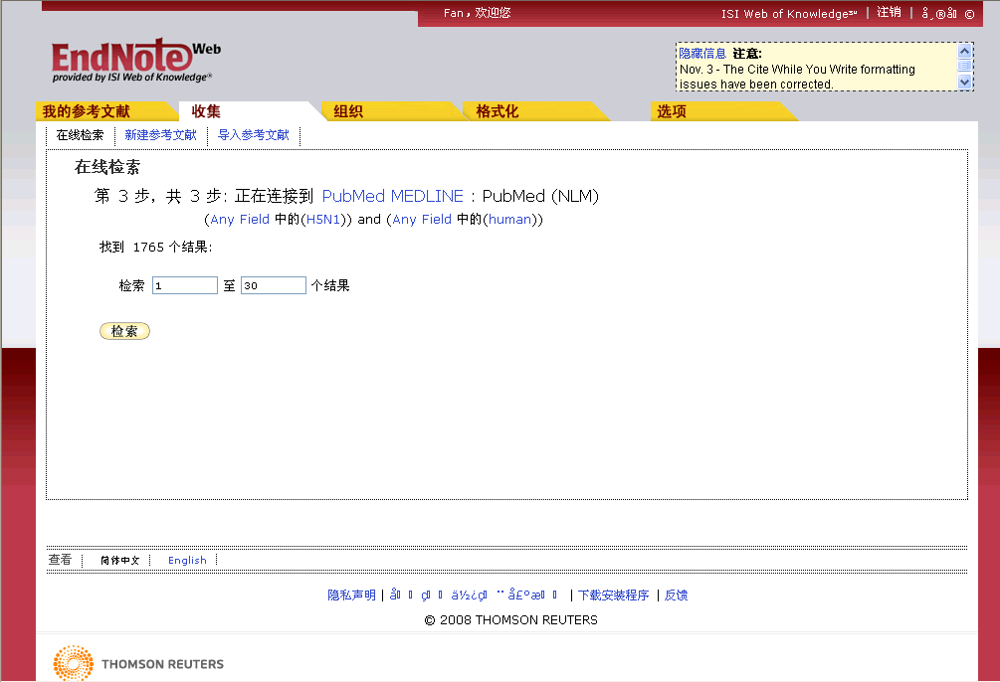 Fan，欢迎您
ISI Web of Knowledge℠ | 注销 |
EndNote Web
provided by ISI Web of Knowledge®
隐藏信息 注意:
Nov. 3 - The Cite While You Write formatting
issues have been corrected.
我的参考文献 收集 组织 格式化 选项
在线检索 新建参考文献 导入参考文献
在线检索
第 3 步，共 3 步: 正在连接到 PubMed MEDLINE : PubMed (NLM)
(Any Field 中的(H5N1)) and (Any Field 中的(human))
找到 1765 个结果:
检索 1 至 30 个结果
检索
查看 简体中文 English
隐私声明 | | 下载安装程序 | 反馈
© 2008 THOMSON REUTERS
THOMSON REUTERS